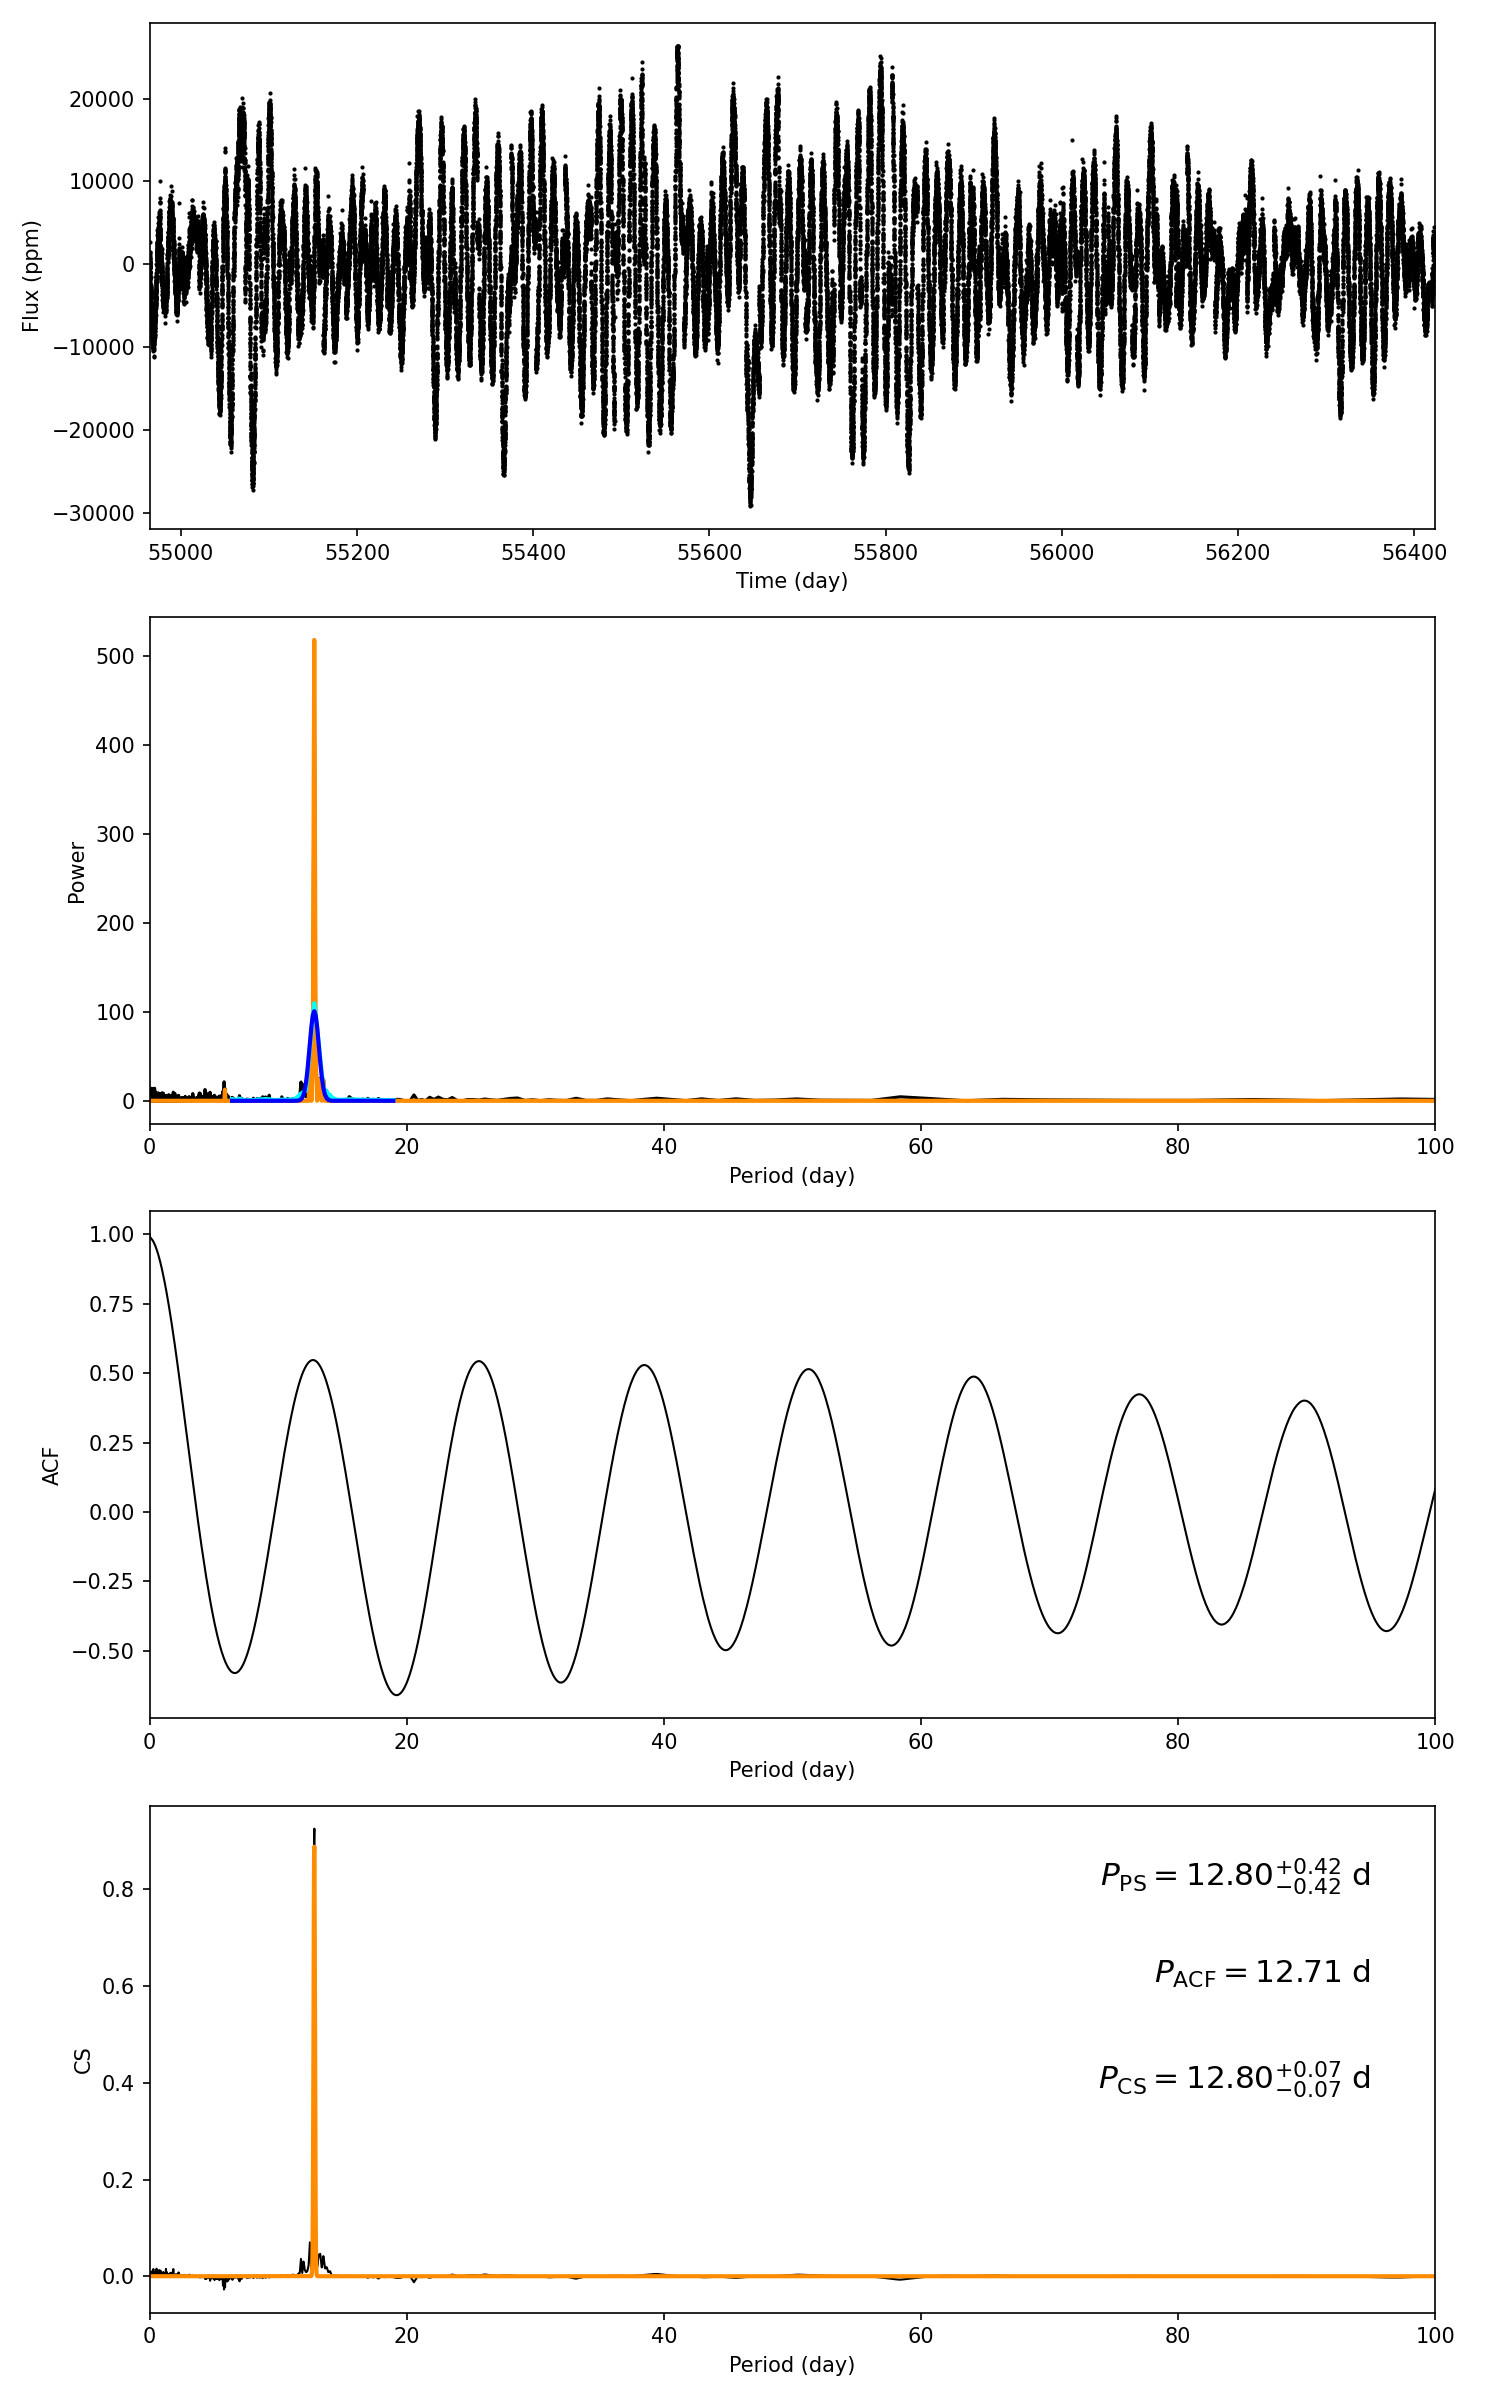 20000
10000
0
−10000
−20000
−30000
Flux (ppm)
55000 55200 55400 55600 55800 56000 56200 56400
Time (day)
500
400
300
200
100
0
Power
0 20 40 60 80 100
Period (day)
1.00
0.75
0.50
0.25
0.00
−0.25
−0.50
ACF
0 20 40 60 80 100
Period (day)
P_PS = 12.80^{+0.42}_{−0.42} d
P_ACF = 12.71 d
P_CS = 12.80^{+0.07}_{−0.07} d
0.8
0.6
0.4
0.2
0.0
CS
0 20 40 60 80 100
Period (day)